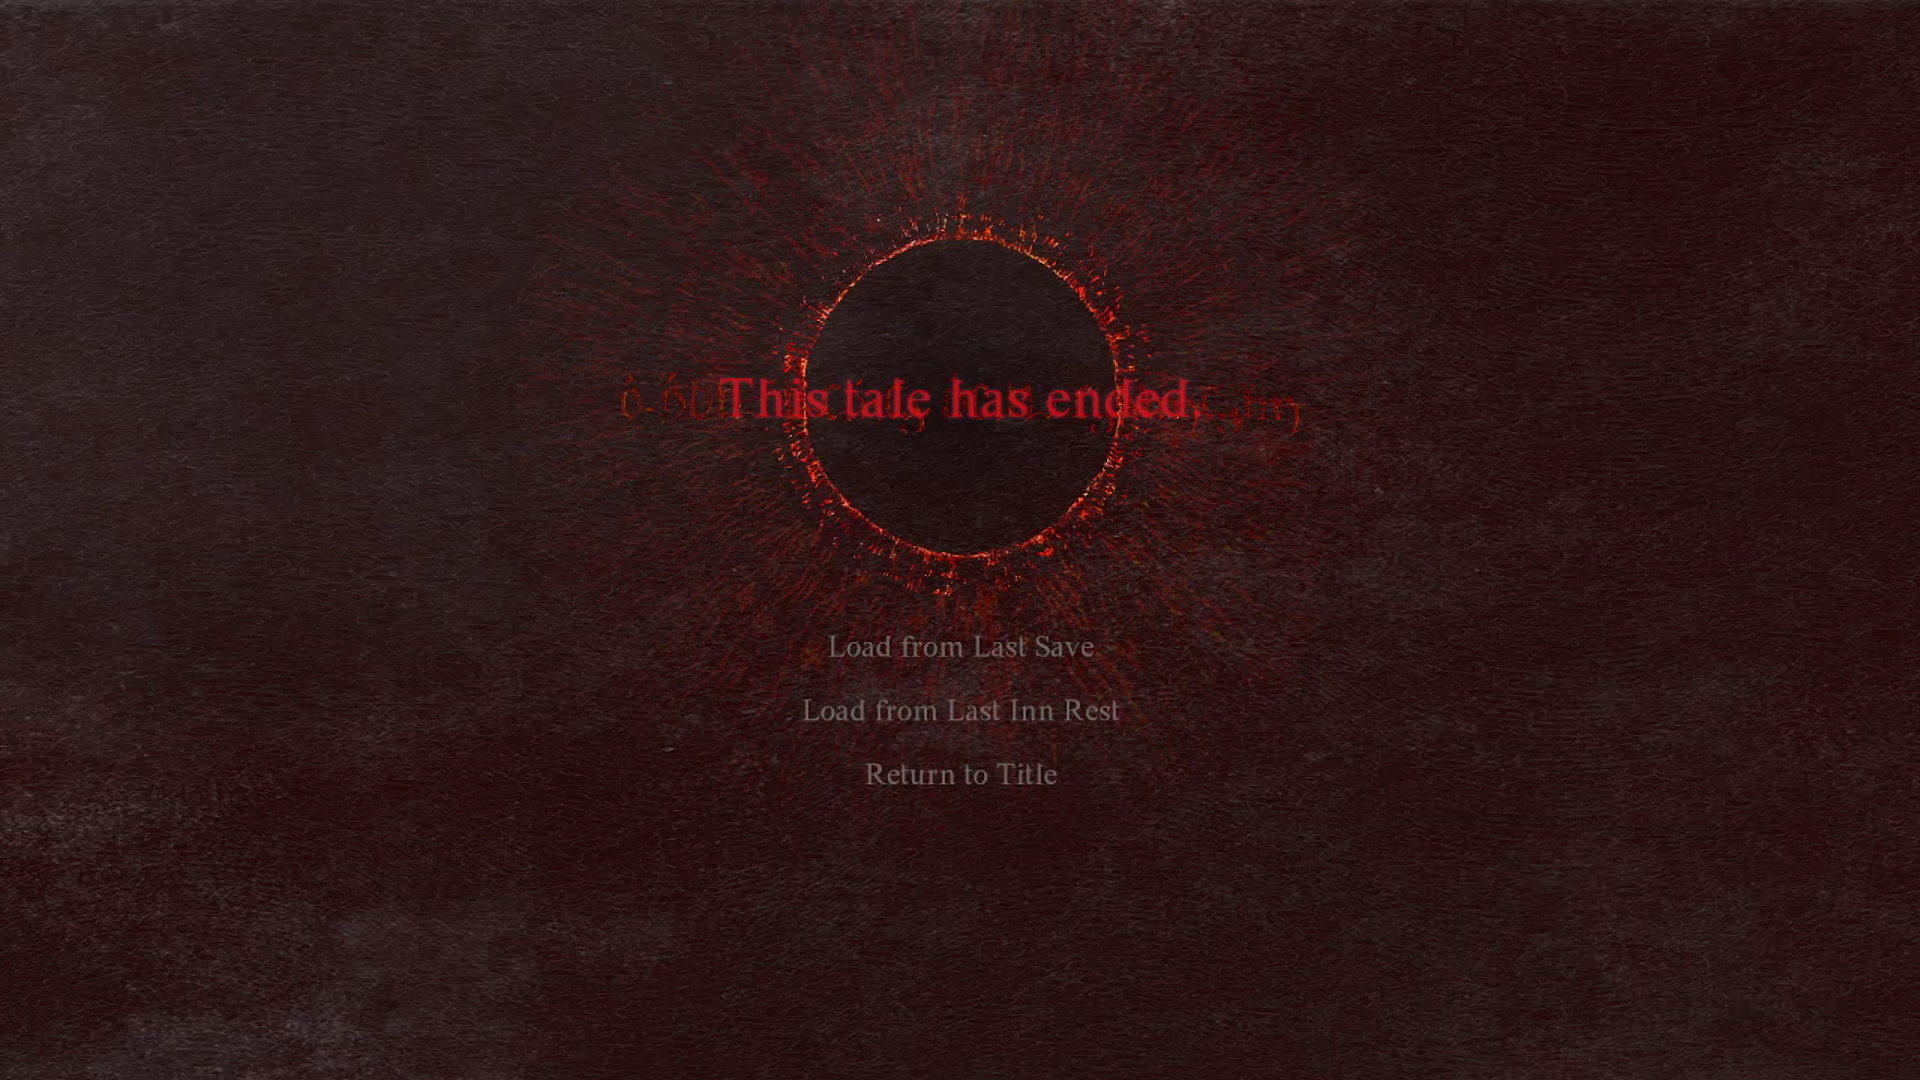 This tale has ended.
Load from Last Save
Load from Last Inn Rest
Return to Title